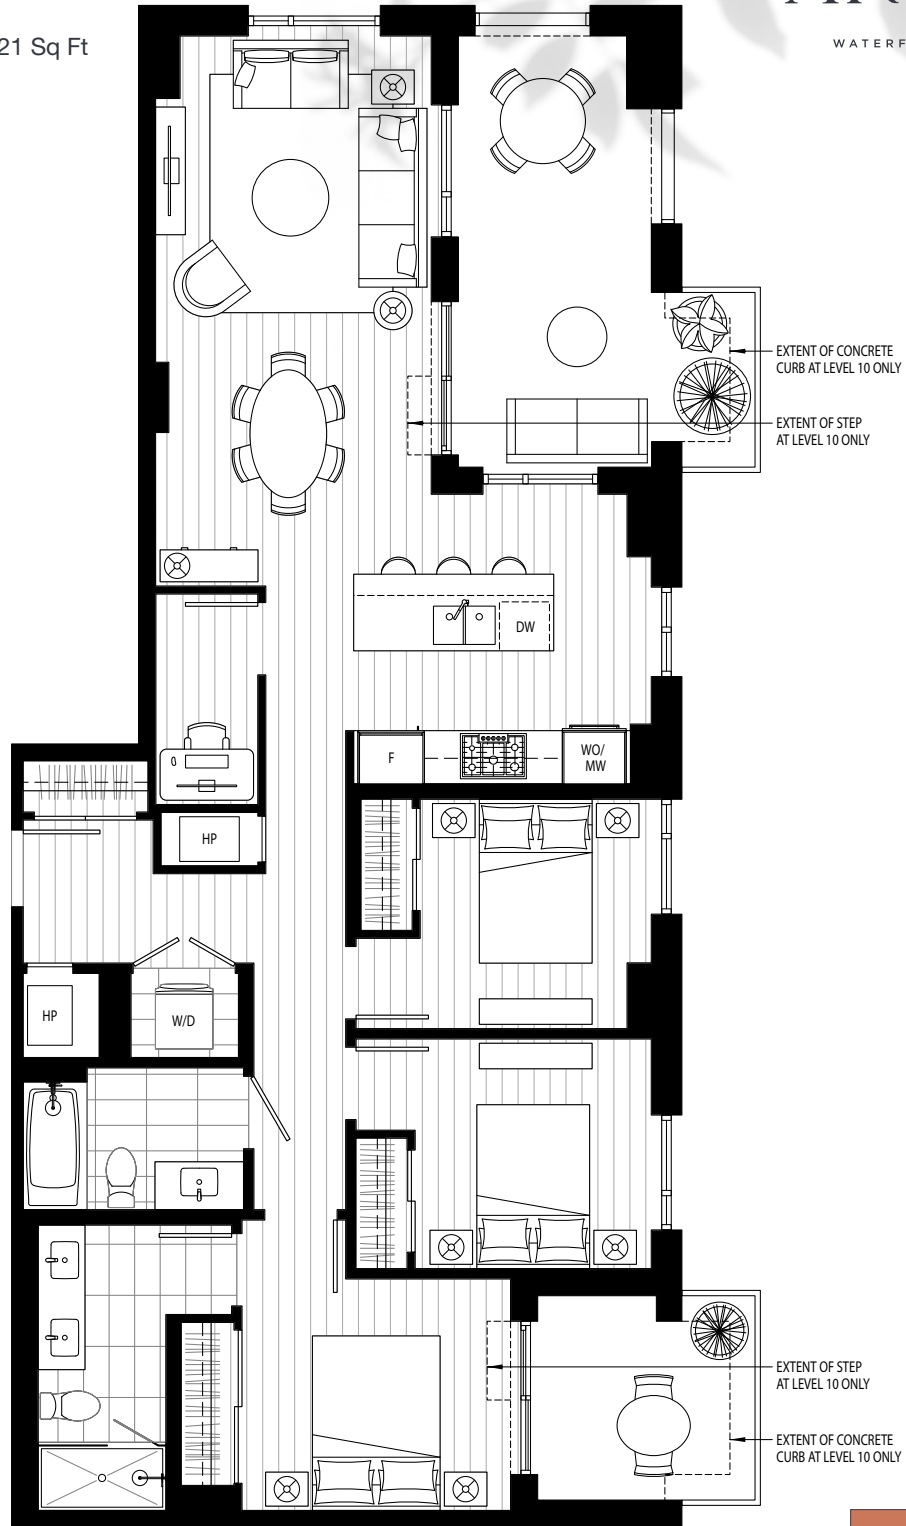 21 Sq Ft
EXTENT OF CONCRETE
CURB AT LEVEL 10 ONLY
EXTENT OF STEP
AT LEVEL 10 ONLY
DW
F
WO/
MW
HP
HP
W/D
EXTENT OF STEP
AT LEVEL 10 ONLY
EXTENT OF CONCRETE
CURB AT LEVEL 10 ONLY